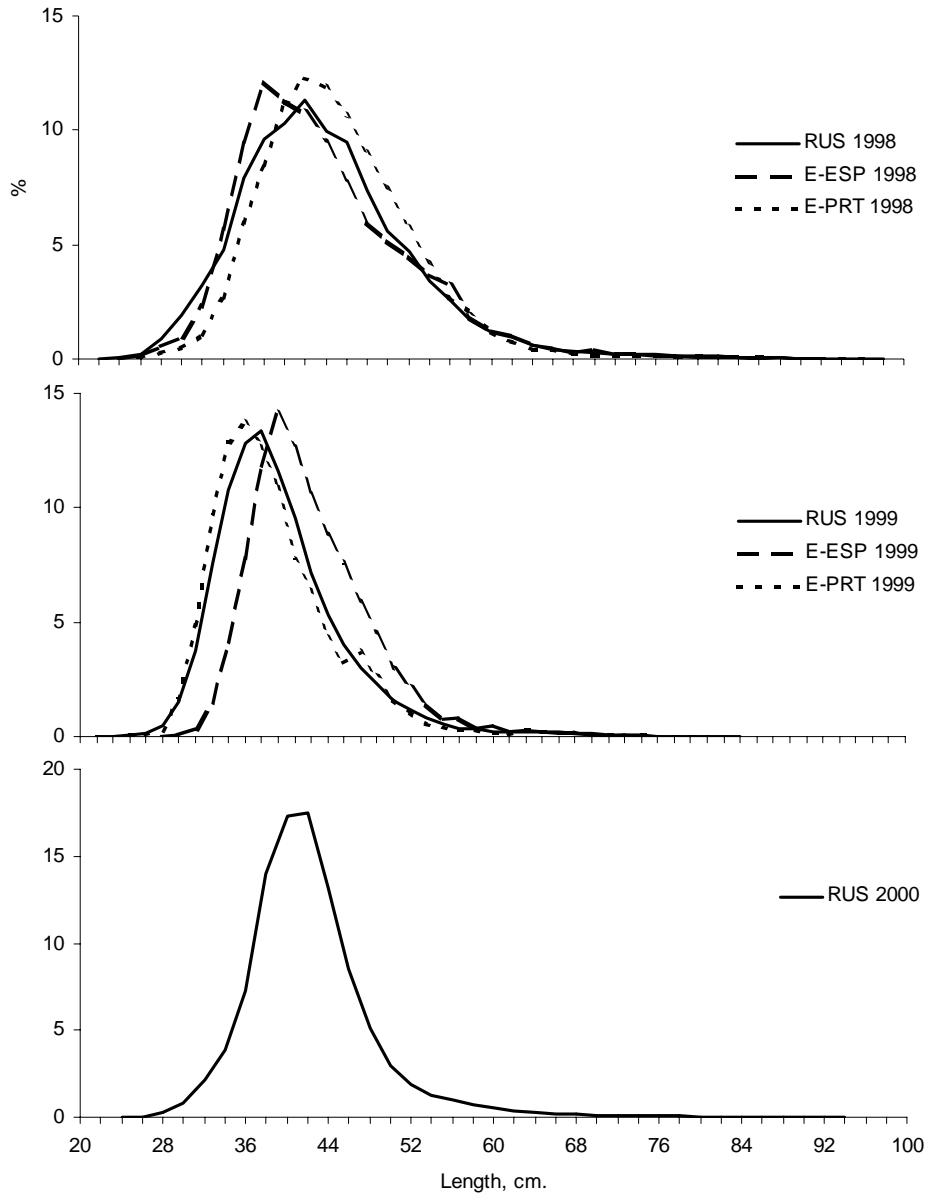 15
10
5
0
%
RUS 1998
E-ESP 1998
E-PRT 1998
15
10
5
0
RUS 1999
E-ESP 1999
E-PRT 1999
20
15
10
5
0
RUS 2000
20 28 36 44 52 60 68 76 84 92 100
Length, cm.